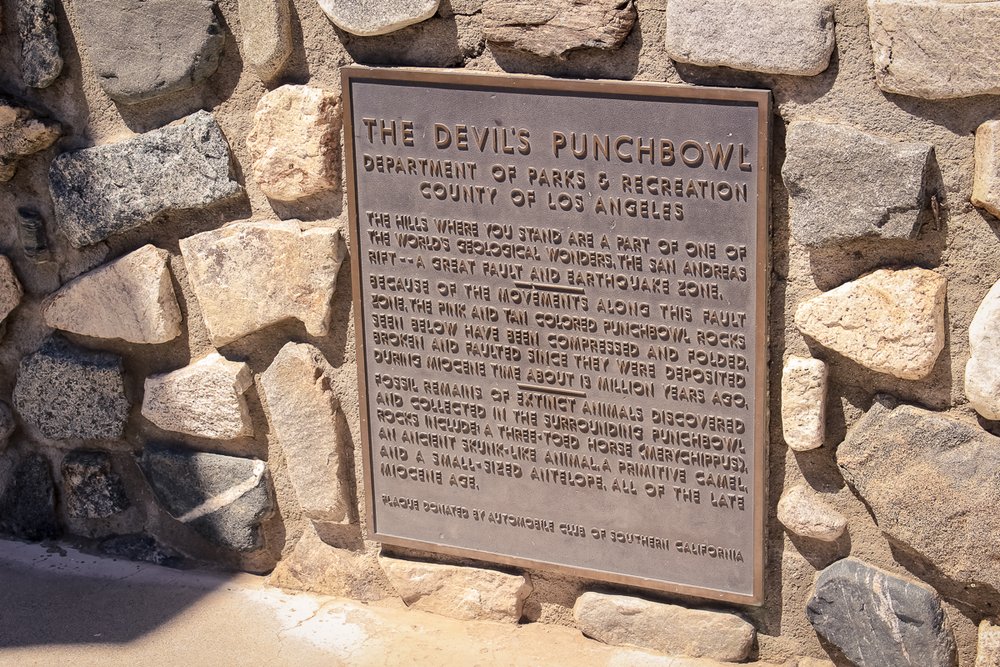 THE DEVIL'S PUNCHBOWL
DEPARTMENT OF PARKS & RECREATION
COUNTY OF LOS ANGELES
THE HILLS WHERE YOU STAND ARE A PART OF ONE OF
THE WORLD'S GEOLOGICAL WONDERS, THE SAN ANDREAS
RIFT -- A GREAT FAULT AND EARTHQUAKE ZONE.
BECAUSE OF THE MOVEMENTS ALONG THIS FAULT
ZONE, THE PINK AND TAN COLORED PUNCHBOWL ROCKS
SEEN BELOW HAVE BEEN COMPRESSED AND FOLDED,
BROKEN AND FAULTED SINCE THEY WERE DEPOSITED
DURING MIOCENE TIME ABOUT 13 MILLION YEARS AGO.
FOSSIL REMAINS OF EXTINCT ANIMALS DISCOVERED
AND COLLECTED IN THE SURROUNDING PUNCHBOWL
ROCKS INCLUDE: A THREE-TOED HORSE (MERYCHIPPUS),
AN ANCIENT SKUNK-LIKE ANIMAL, A PRIMITIVE CAMEL,
AND A SMALL-SIZED ANTELOPE, ALL OF THE LATE
MIOCENE AGE.
PLAQUE DONATED BY AUTOMOBILE CLUB OF SOUTHERN CALIFORNIA